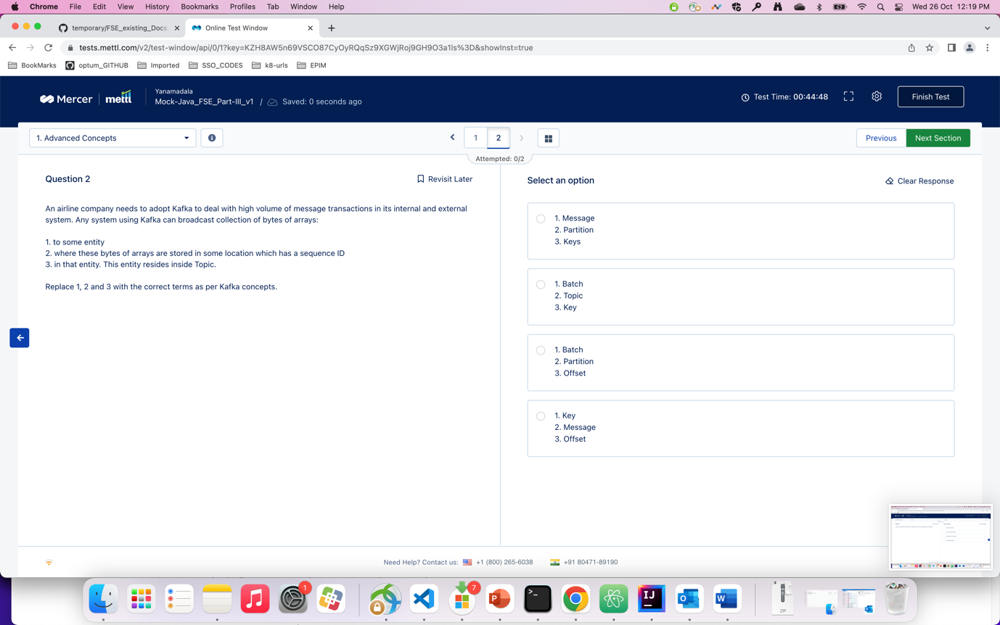 Chrome File Edit View History Bookmarks Profiles Tab Window Help Wed 26 Oct 12:19 PM
temporary/FSE_existing_Docs. Online Test Window
tests.mettl.com/v2/test-window/api/0/1?key=KZH8AW5n69VSCO87CyOyRQqSz9XGWjRoj9GH9O3a1Is%3D&showInst=true
BookMarks optum_GITHUB Imported SSO_CODES k8-urls EPIM
Mercer mettl
Yanamadala
Mock-Java_FSE_Part-III_v1 / Saved: 0 seconds ago
Test Time: 00:44:48
Finish Test
1. Advanced Concepts
1 2
Previous Next Section
Attempted: 0/2
Question 2
Revisit Later
An airline company needs to adopt Kafka to deal with high volume of message transactions in its internal and external
system. Any system using Kafka can broadcast collection of bytes of arrays:
1. to some entity
2. where these bytes of arrays are stored in some location which has a sequence ID
3. in that entity. This entity resides inside Topic.
Replace 1, 2 and 3 with the correct terms as per Kafka concepts.
Select an option
Clear Response
1. Message
2. Partition
3. Keys
1. Batch
2. Topic
3. Key
1. Batch
2. Partition
3. Offset
1. Key
2. Message
3. Offset
Need Help? Contact us: +1 (800) 265-6038 +91 80471-89190
1
7
P
>_
IJ
O
W
ZIP